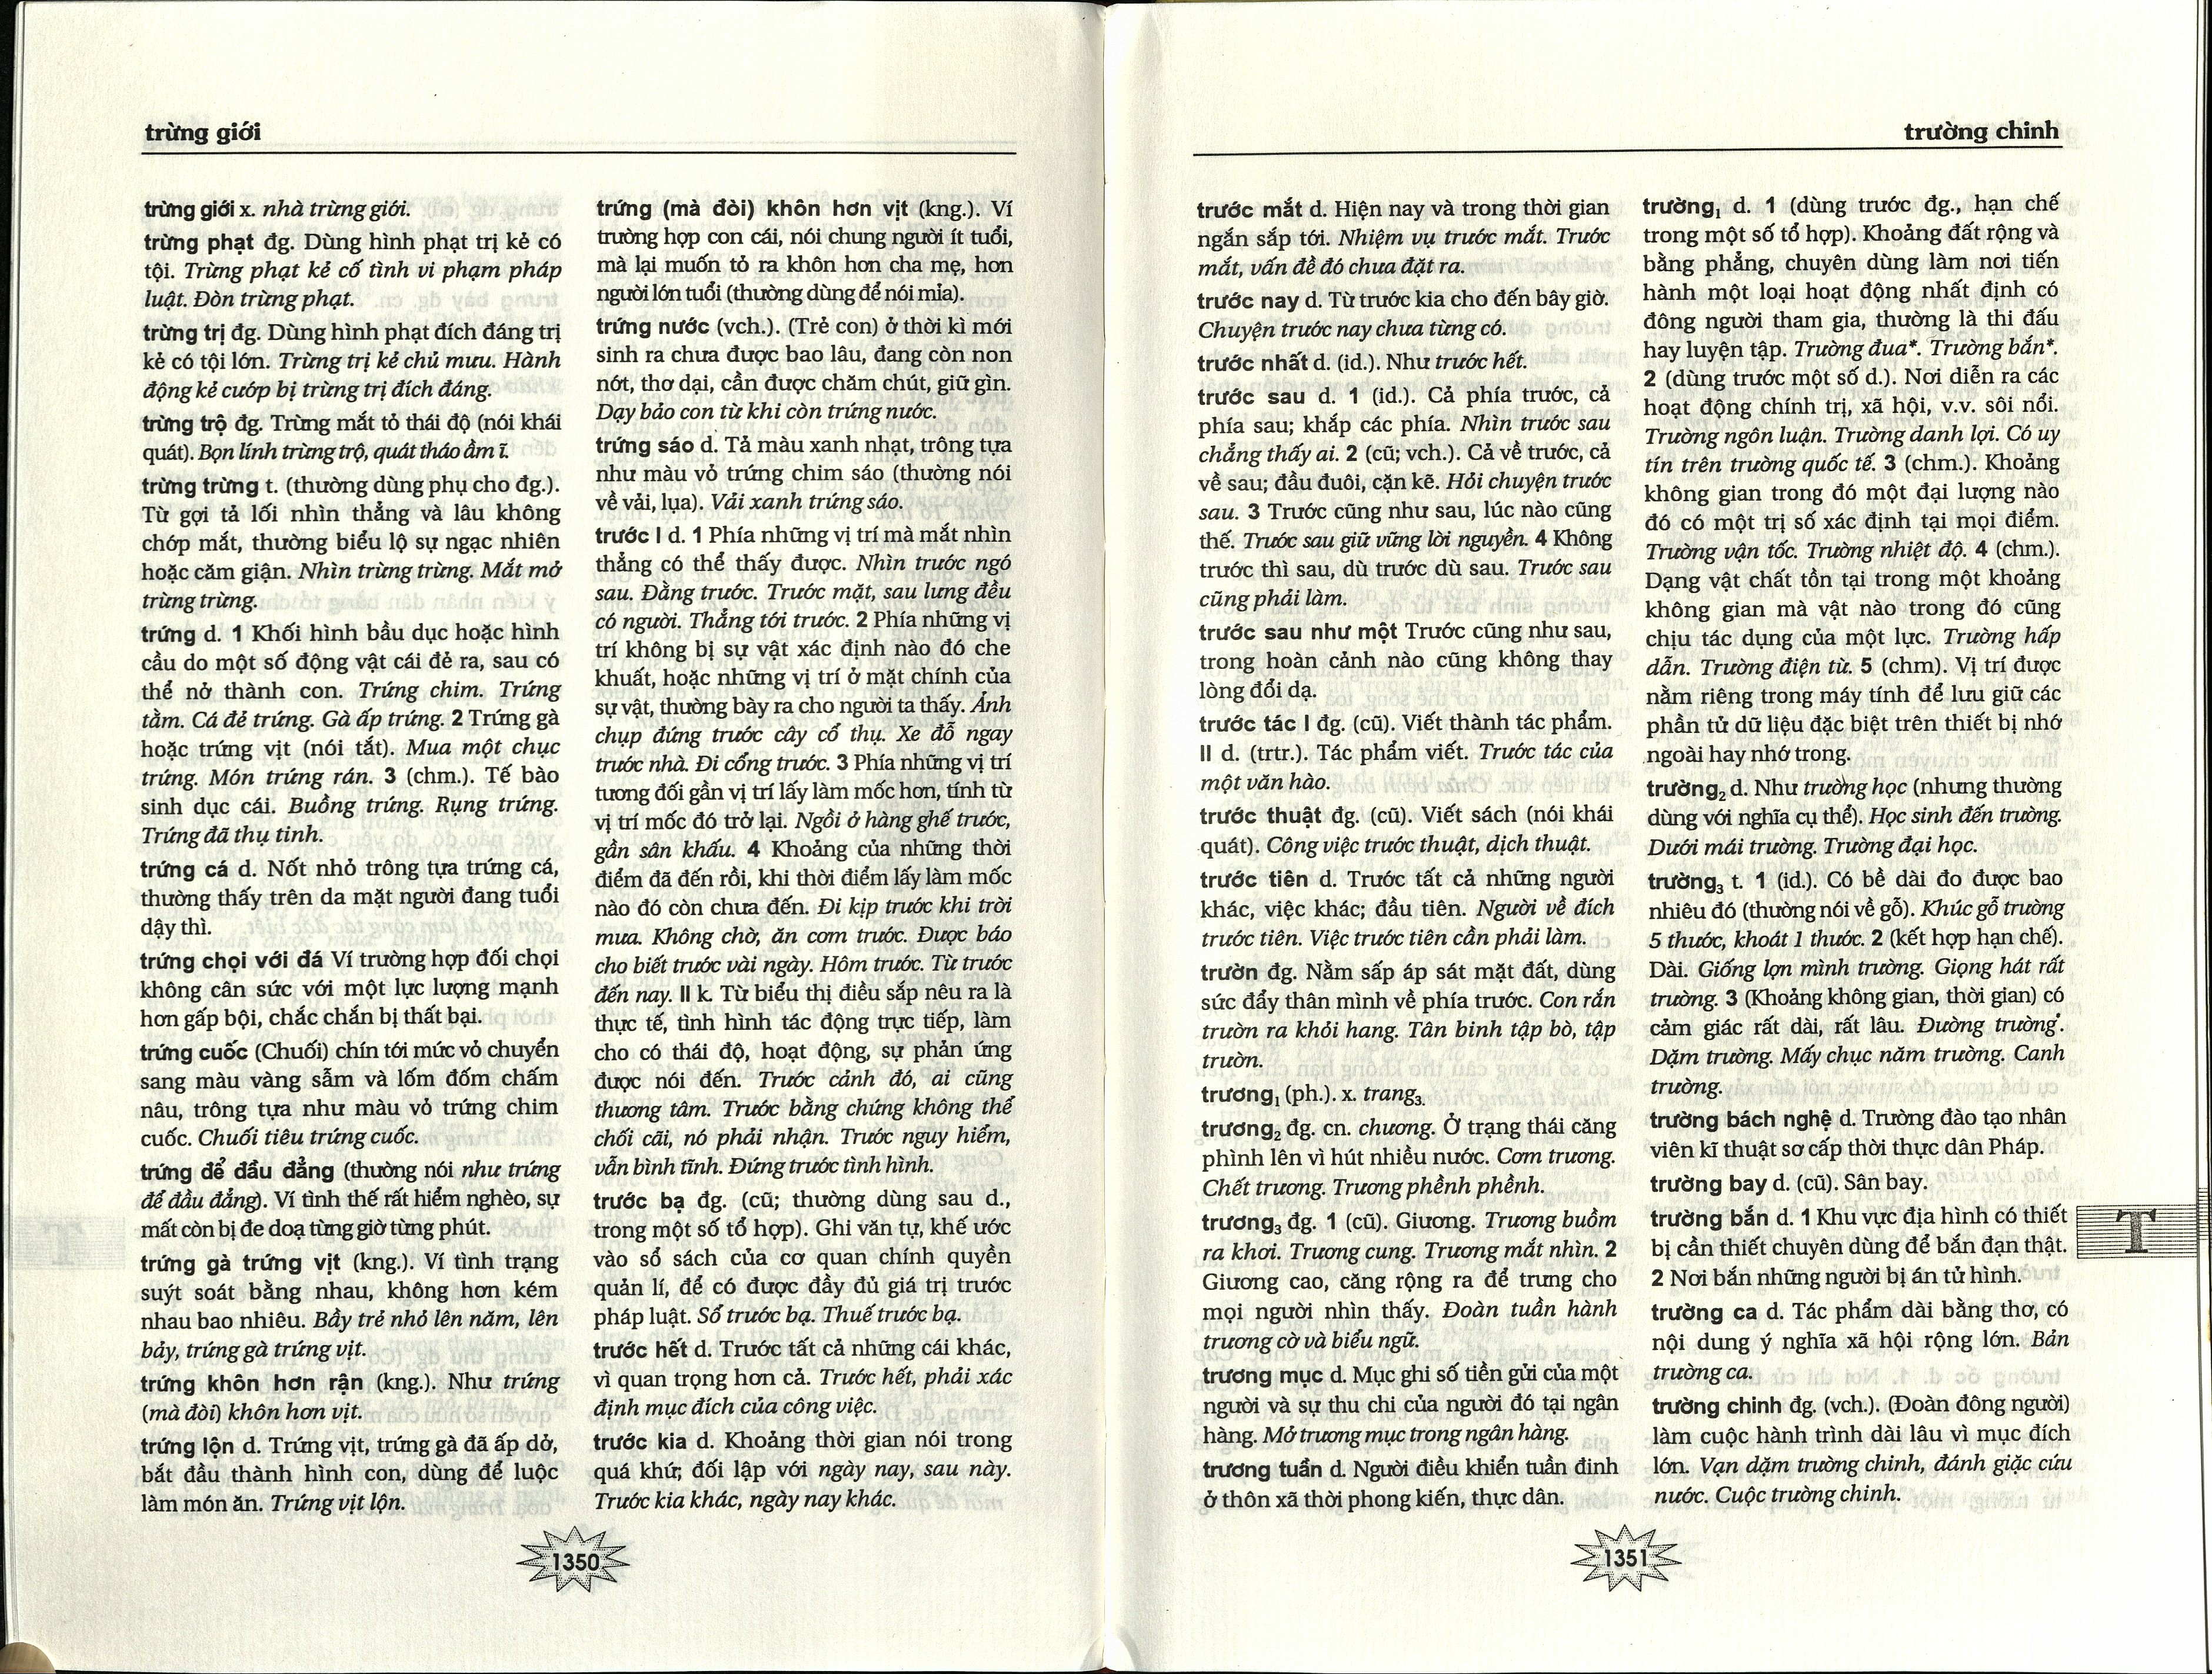 trừng giới
trừng giới x. nhà trừng giới.
trừng phạt đg. Dùng hình phạt trị kẻ có
tội. Trừng phạt kẻ cố tình vi phạm pháp
luật. Đòn trừng phạt.
trừng trị đg. Dùng hình phạt đích đáng trị
kẻ có tội lớn. Trừng trị kẻ chủ mưu. Hành
động kẻ cướp bị trừng trị đích đáng.
trừng trộ đg. Trừng mắt tỏ thái độ (nói khái
quát). Bọn lính trừng trộ, quát tháo ầm ĩ.
trừng trừng t. (thường dùng phụ cho đg.).
Từ gợi tả lối nhìn thẳng và lâu không
chớp mắt, thường biểu lộ sự ngạc nhiên
hoặc căm giận. Nhìn trừng trừng. Mắt mở
trừng trừng.
trứng d. 1 Khối hình bầu dục hoặc hình
cầu do một số động vật cái đẻ ra, sau có
thể nở thành con. Trứng chim. Trứng
tằm. Cá đẻ trứng. Gà ấp trứng. 2 Trứng gà
hoặc trứng vịt (nói tắt). Mua một chục
trứng. Món trứng rán. 3 (chm.). Tế bào
sinh dục cái. Buồng trứng. Rụng trứng.
Trứng đã thụ tinh.
trứng cá d. Nốt nhỏ trông tựa trứng cá,
thường thấy trên da mặt người đang tuổi
dậy thì.
trứng chọi với đá Ví trường hợp đối chọi
không cân sức với một lực lượng mạnh
hơn gấp bội, chắc chắn bị thất bại.
trứng cuốc (Chuối) chín tới mức vỏ chuyển
sang màu vàng sẫm và lốm đốm chấm
nâu, trông tựa như màu vỏ trứng chim
cuốc. Chuối tiêu trứng cuốc.
trứng để đầu đẳng (thường nói như trứng
để đầu đẳng). Ví tình thế rất hiểm nghèo, sự
mất còn bị đe doạ từng giờ từng phút.
trứng gà trứng vịt (kng.). Ví tình trạng
suýt soát bằng nhau, không hơn kém
nhau bao nhiêu. Bầy trẻ nhỏ lên năm, lên
bảy, trứng gà trứng vịt.
trứng khôn hơn rận (kng.). Như trứng
(mà đòi) khôn hơn vịt.
trứng lộn d. Trứng vịt, trứng gà đã ấp dở,
bắt đầu thành hình con, dùng để luộc
làm món ăn. Trứng vịt lộn.
trứng (mà đòi) khôn hơn vịt (kng.). Ví
trường hợp con cái, nói chung người ít tuổi,
mà lại muốn tỏ ra khôn hơn cha mẹ, hơn
người lớn tuổi (thường dùng để nói mỉa).
trứng nước (vch.). (Trẻ con) ở thời kì mới
sinh ra chưa được bao lâu, đang còn non
nớt, thơ dại, cần được chăm chút, giữ gìn.
Dạy bảo con từ khi còn trứng nước.
trứng sáo d. Tả màu xanh nhạt, trông tựa
như màu vỏ trứng chim sáo (thường nói
về vải, lụa). Vải xanh trứng sáo.
trước I d. 1 Phía những vị trí mà mắt nhìn
thẳng có thể thấy được. Nhìn trước ngó
sau. Đằng trước. Trước mặt, sau lưng đều
có người. Thẳng tới trước. 2 Phía những vị
trí không bị sự vật xác định nào đó che
khuất, hoặc những vị trí ở mặt chính của
sự vật, thường bày ra cho người ta thấy. Ảnh
chụp đứng trước cây cổ thụ. Xe đỗ ngay
trước nhà. Đi cổng trước. 3 Phía những vị trí
tương đối gần vị trí lấy làm mốc hơn, tính từ
vị trí mốc đó trở lại. Ngồi ở hàng ghế trước,
gần sân khấu. 4 Khoảng của những thời
điểm đã đến rồi, khi thời điểm lấy làm mốc
nào đó còn chưa đến. Đi kịp trước khi trời
mưa. Không chờ, ăn cơm trước. Được báo
cho biết trước vài ngày. Hôm trước. Từ trước
đến nay. II k. Từ biểu thị điều sắp nêu ra là
thực tế, tình hình tác động trực tiếp, làm
cho có thái độ, hoạt động, sự phản ứng
được nói đến. Trước cảnh đó, ai cũng
thương tâm. Trước bằng chứng không thể
chối cãi, nó phải nhận. Trước nguy hiểm,
vẫn bình tĩnh. Đứng trước tình hình.
trước bạ đg. (cũ; thường dùng sau d.,
trong một số tổ hợp). Ghi văn tự, khế ước
vào sổ sách của cơ quan chính quyền
quản lí, để có được đầy đủ giá trị trước
pháp luật. Sổ trước bạ. Thuế trước bạ.
trước hết d. Trước tất cả những cái khác,
vì quan trọng hơn cả. Trước hết, phải xác
định mục đích của công việc.
trước kia d. Khoảng thời gian nói trong
quá khứ; đối lập với ngày nay, sau này.
Trước kia khác, ngày nay khác.
1350
trường chinh
trước mắt d. Hiện nay và trong thời gian
ngắn sắp tới. Nhiệm vụ trước mắt. Trước
mắt, vấn đề đó chưa đặt ra.
trước nay d. Từ trước kia cho đến bây giờ.
Chuyện trước nay chưa từng có.
trước nhất d. (id.). Như trước hết.
trước sau d. 1 (id.). Cả phía trước, cả
phía sau; khắp các phía. Nhìn trước sau
chẳng thấy ai. 2 (cũ; vch.). Cả về trước, cả
về sau; đầu đuôi, cặn kẽ. Hỏi chuyện trước
sau. 3 Trước cũng như sau, lúc nào cũng
thế. Trước sau giữ vững lời nguyền. 4 Không
trước thì sau, dù trước dù sau. Trước sau
cũng phải làm.
trước sau như một Trước cũng như sau,
trong hoàn cảnh nào cũng không thay
lòng đổi dạ.
trước tác I đg. (cũ). Viết thành tác phẩm.
II d. (trtr.). Tác phẩm viết. Trước tác của
một văn hào.
trước thuật đg. (cũ). Viết sách (nói khái
quát). Công việc trước thuật, dịch thuật.
trước tiên d. Trước tất cả những người
khác, việc khác; đầu tiên. Người về đích
trước tiên. Việc trước tiên cần phải làm.
trườn đg. Nằm sấp áp sát mặt đất, dùng
sức đẩy thân mình về phía trước. Con rắn
trườn ra khỏi hang. Tân binh tập bò, tập
trườn.
trương₁ (ph.). x. trang₃.
trương₂ đg. cn. chương. Ở trạng thái căng
phình lên vì hút nhiều nước. Cơm trương.
Chết trương. Trương phềnh phềnh.
trương₃ đg. 1 (cũ). Giương. Trương buồm
ra khơi. Trương cung. Trương mắt nhìn. 2
Giương cao, căng rộng ra để trưng cho
mọi người nhìn thấy. Đoàn tuần hành
trương cờ và biểu ngữ.
trương mục d. Mục ghi số tiền gửi của một
người và sự thu chi của người đó tại ngân
hàng. Mở trương mục trong ngân hàng.
trương tuần d. Người điều khiển tuần đinh
ở thôn xã thời phong kiến, thực dân.
trường₁ d. 1 (dùng trước đg., hạn chế
trong một số tổ hợp). Khoảng đất rộng và
bằng phẳng, chuyên dùng làm nơi tiến
hành một loại hoạt động nhất định có
đông người tham gia, thường là thi đấu
hay luyện tập. Trường đua*. Trường bắn*.
2 (dùng trước một số d.). Nơi diễn ra các
hoạt động chính trị, xã hội, v.v. sôi nổi.
Trường ngôn luận. Trường danh lợi. Có uy
tín trên trường quốc tế. 3 (chm.). Khoảng
không gian trong đó một đại lượng nào
đó có một trị số xác định tại mọi điểm.
Trường vận tốc. Trường nhiệt độ. 4 (chm.).
Dạng vật chất tồn tại trong một khoảng
không gian mà vật nào trong đó cũng
chịu tác dụng của một lực. Trường hấp
dẫn. Trường điện từ. 5 (chm). Vị trí được
nằm riêng trong máy tính để lưu giữ các
phần tử dữ liệu đặc biệt trên thiết bị nhớ
ngoài hay nhớ trong.
trường₂ d. Như trường học (nhưng thường
dùng với nghĩa cụ thể). Học sinh đến trường.
Dưới mái trường. Trường đại học.
trường₃ t. 1 (id.). Có bề dài đo được bao
nhiêu đó (thường nói về gỗ). Khúc gỗ trường
5 thước, khoát 1 thước. 2 (kết hợp hạn chế).
Dài. Giống lợn mình trường. Giọng hát rất
trường. 3 (Khoảng không gian, thời gian) có
cảm giác rất dài, rất lâu. Đường trường.
Dặm trường. Mấy chục năm trường. Canh
trường.
trường bách nghệ d. Trường đào tạo nhân
viên kĩ thuật sơ cấp thời thực dân Pháp.
trường bay d. (cũ). Sân bay.
trường bắn d. 1 Khu vực địa hình có thiết
bị cần thiết chuyên dùng để bắn đạn thật.
2 Nơi bắn những người bị án tử hình.
trường ca d. Tác phẩm dài bằng thơ, có
nội dung ý nghĩa xã hội rộng lớn. Bản
trường ca.
trường chinh đg. (vch.). (Đoàn đông người)
làm cuộc hành trình dài lâu vì mục đích
lớn. Vạn dặm trường chinh, đánh giặc cứu
nước. Cuộc trường chinh.
T
1351